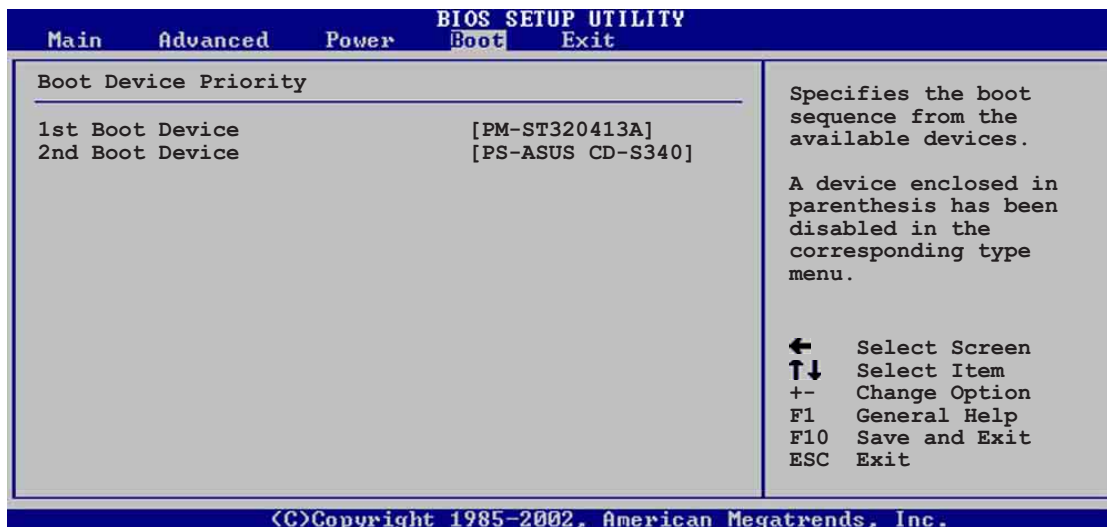 BIOS SETUP UTILITY
Main Advanced Power Boot Exit
Boot Device Priority
1st Boot Device [PM-ST320413A]
2nd Boot Device [PS-ASUS CD-S340]
Specifies the boot
sequence from the
available devices.
A device enclosed in
parenthesis has been
disabled in the
corresponding type
menu.
← Select Screen
↑↓ Select Item
+- Change Option
F1 General Help
F10 Save and Exit
ESC Exit
(C)Copyright 1985-2002, American Megatrends, Inc.